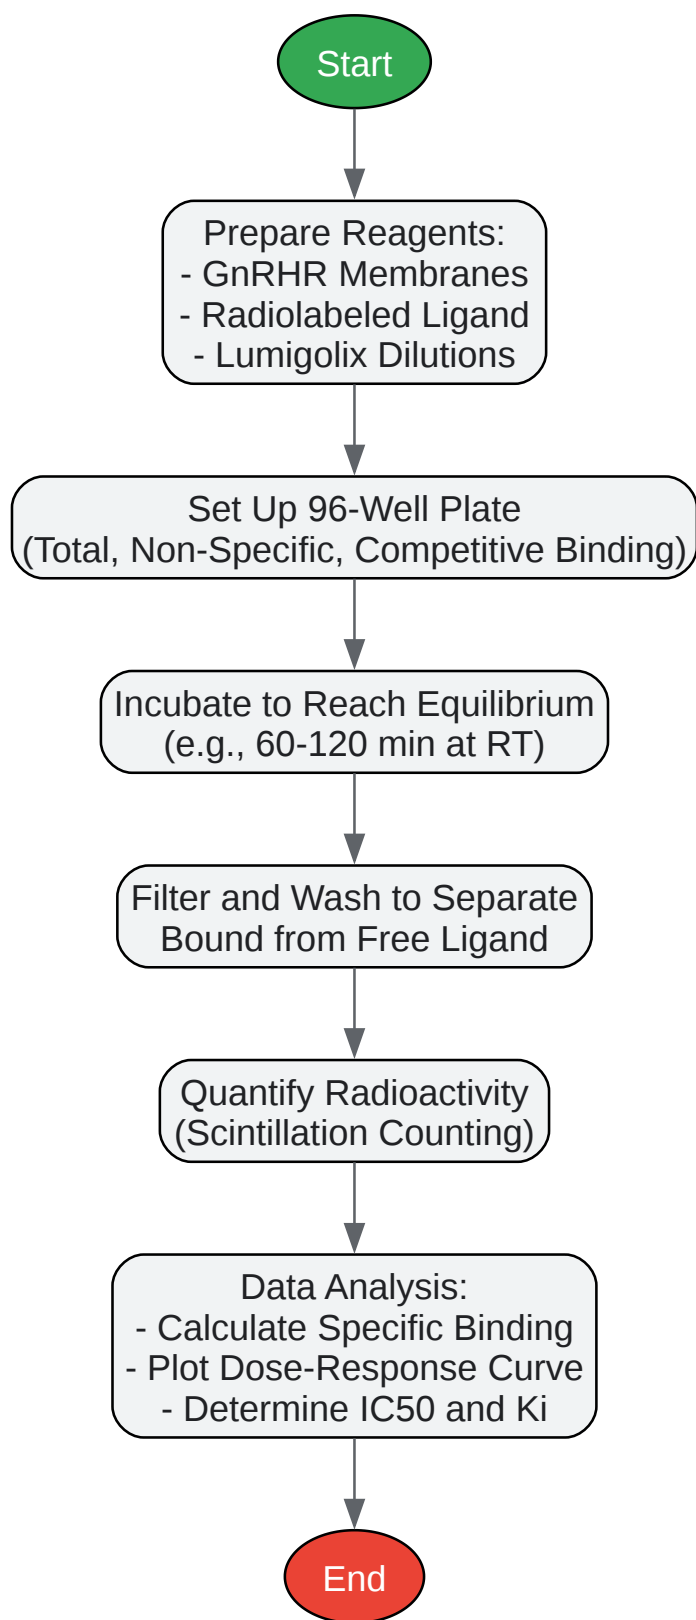 Start
Prepare Reagents:
- GnRHR Membranes
- Radiolabeled Ligand
- Lumigolix Dilutions
Set Up 96-Well Plate
(Total, Non-Specific, Competitive Binding)
Incubate to Reach Equilibrium
(e.g., 60-120 min at RT)
Filter and Wash to Separate
Bound from Free Ligand
Quantify Radioactivity
(Scintillation Counting)
Data Analysis:
- Calculate Specific Binding
- Plot Dose-Response Curve
- Determine IC50 and Ki
End